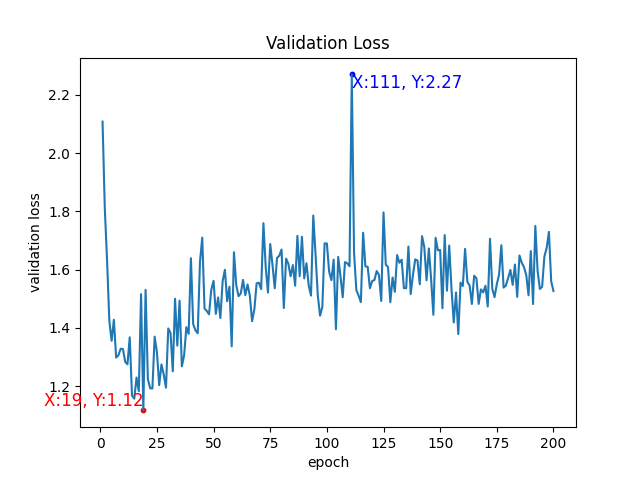 Validation Loss
X:111, Y:2.27
2.2
2.0
1.8
1.6
1.4
1.2
validation loss
X:19, Y:1.12
0 25 50 75 100 125 150 175 200
epoch